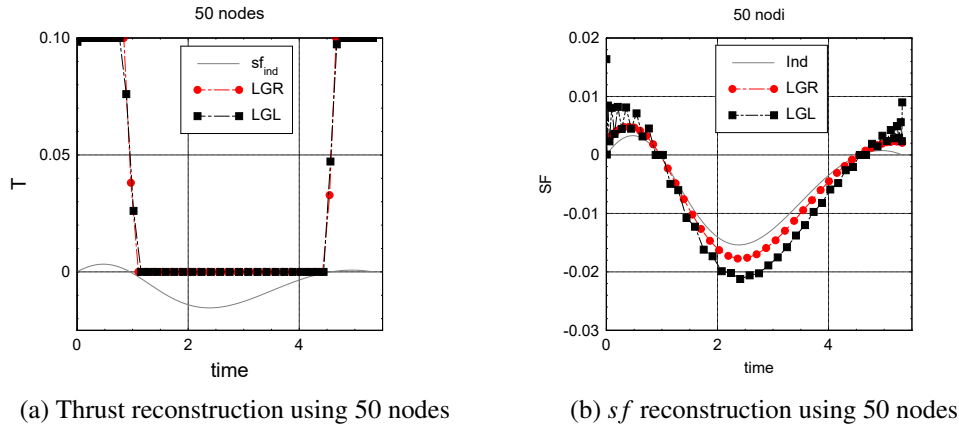 50 nodes
0.10
0.05
0
T
sf_ind
LGR
LGL
0 2 4
time
(a) Thrust reconstruction using 50 nodes
50 nodi
0.02
0.01
0
-0.01
-0.02
-0.03
SF
Ind
LGR
LGL
0 2 4
time
(b) sf reconstruction using 50 nodes